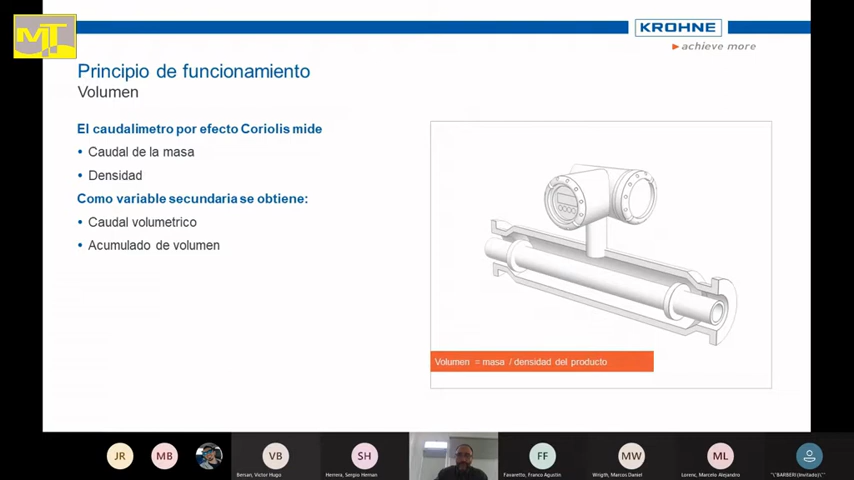 MT
KROHNE
achieve more
Principio de funcionamiento
Volumen
El caudalimetro por efecto Coriolis mide
• Caudal de la masa
• Densidad
Como variable secundaria se obtiene:
• Caudal volumetrico
• Acumulado de volumen
Volumen = masa / densidad del producto
JR
MB
VB
SH
FF
MW
ML
Bersan, Victor Hugo
Herrera, Sergio Hernan
Favaretto, Franco Agustin
Wrigth, Marcos Daniel
Lorenc, Marcelo Alejandro
"\"BARBERI (Invitado)\""